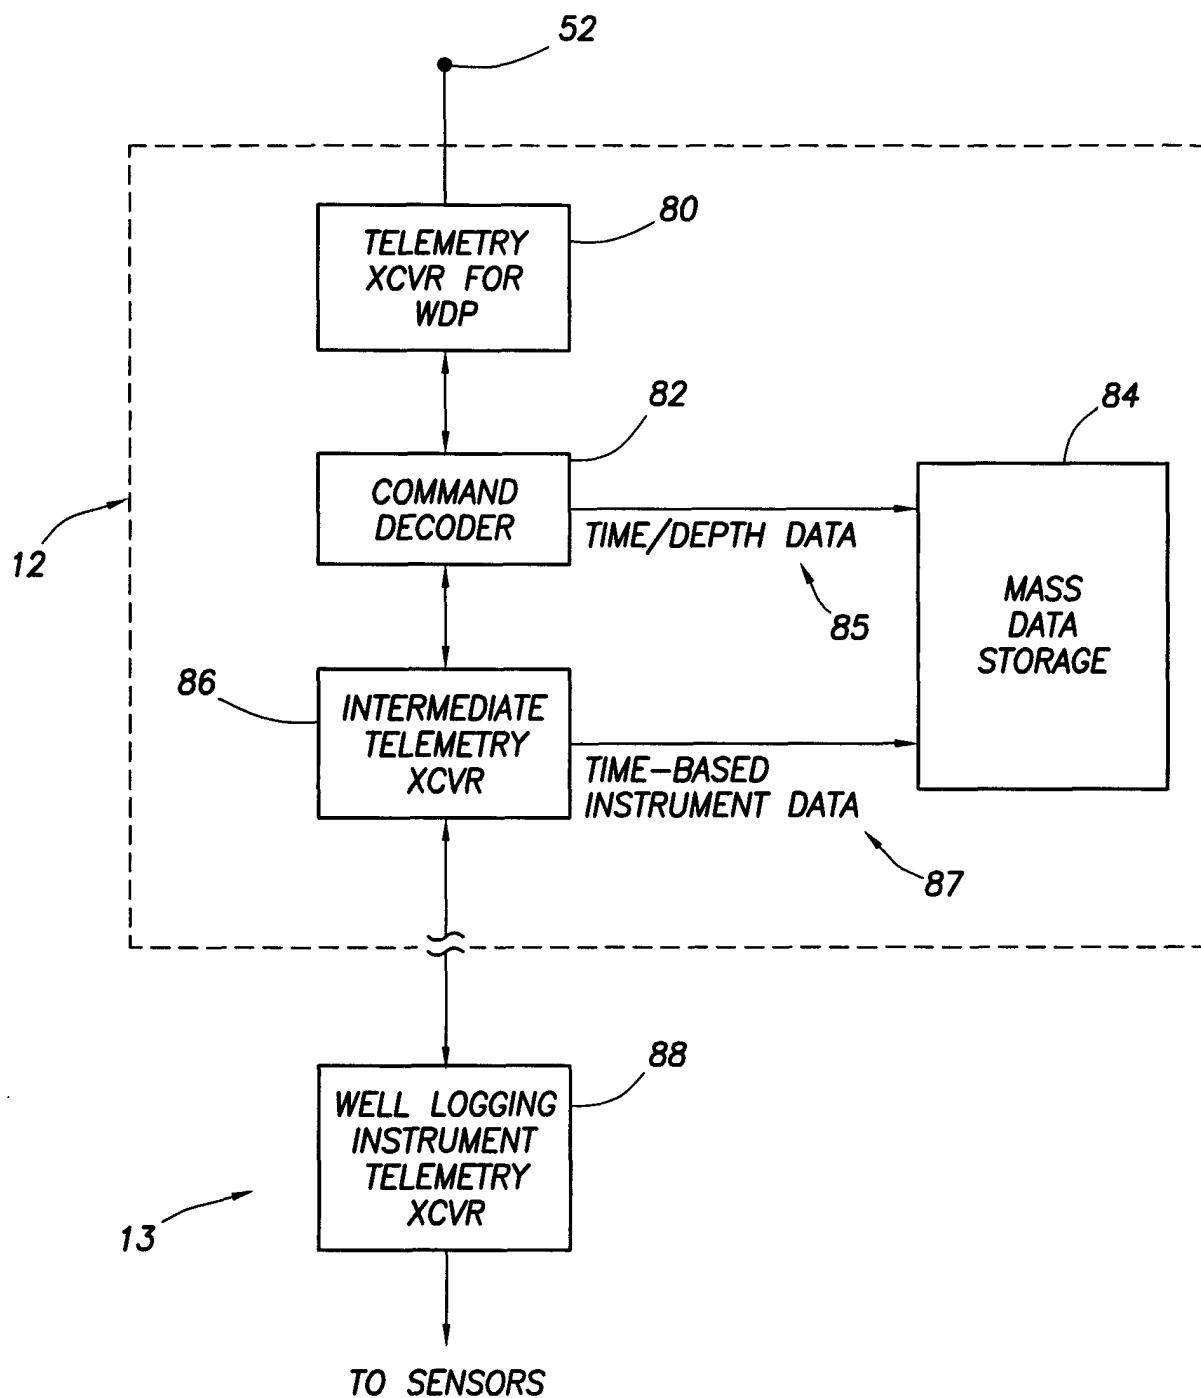 52
80
TELEMETRY
XCVR FOR
WDP
82
84
COMMAND
DECODER
TIME/DEPTH DATA
12
85
MASS
DATA
STORAGE
86
INTERMEDIATE
TELEMETRY
XCVR
TIME-BASED
INSTRUMENT DATA
87
88
WELL LOGGING
INSTRUMENT
TELEMETRY
XCVR
13
TO SENSORS